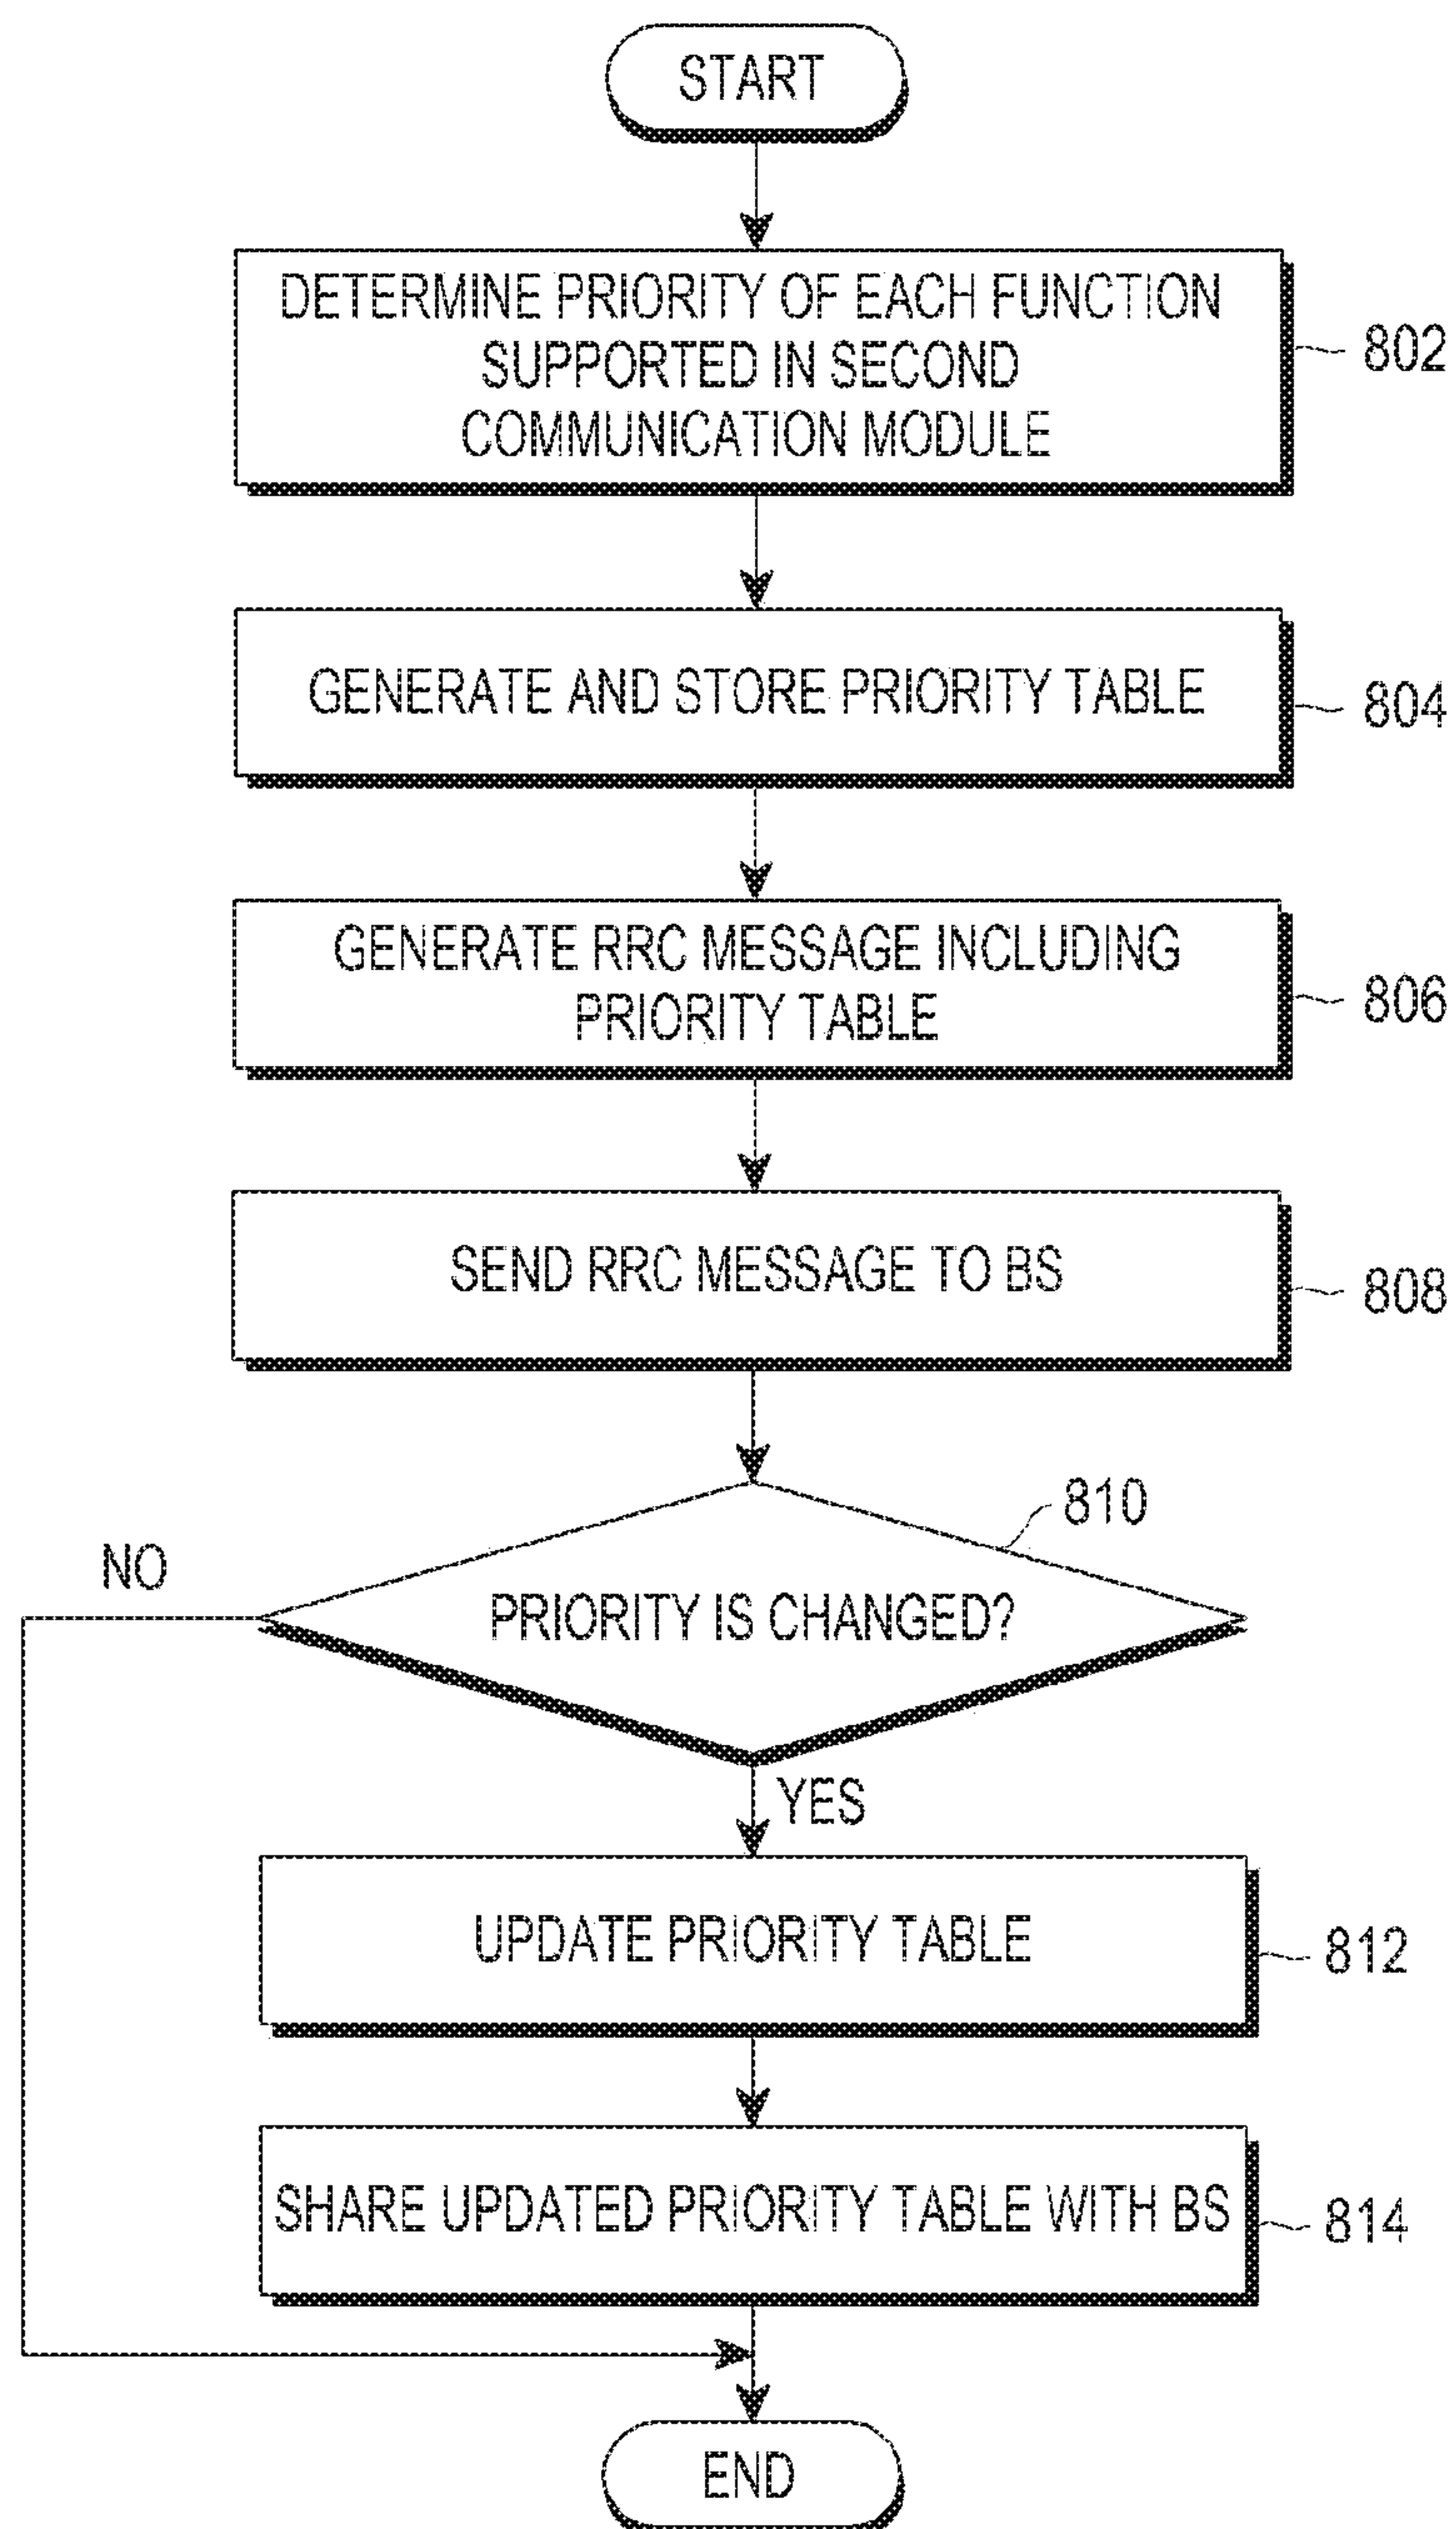 START
DETERMINE PRIORITY OF EACH FUNCTION
SUPPORTED IN SECOND
COMMUNICATION MODULE
802
GENERATE AND STORE PRIORITY TABLE
804
GENERATE RRC MESSAGE INCLUDING
PRIORITY TABLE
806
SEND RRC MESSAGE TO BS
808
810
NO
PRIORITY IS CHANGED?
YES
UPDATE PRIORITY TABLE
812
SHARE UPDATED PRIORITY TABLE WITH BS
814
END